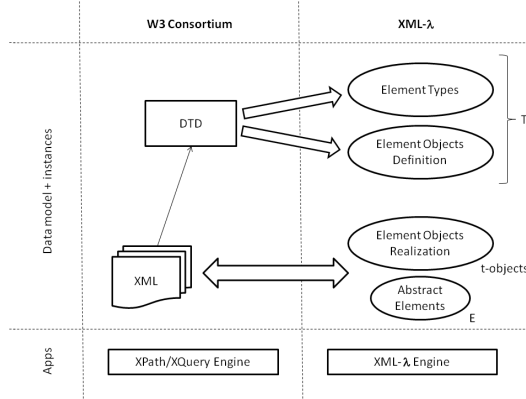 W3 Consortium
XML-λ
Data model + instances
DTD
Element Types
Element Objects
Definition
T
XML
Element Objects
Realization
t-objects
Abstract
Elements
E
Apps
XPath/XQuery Engine
XML-λ Engine